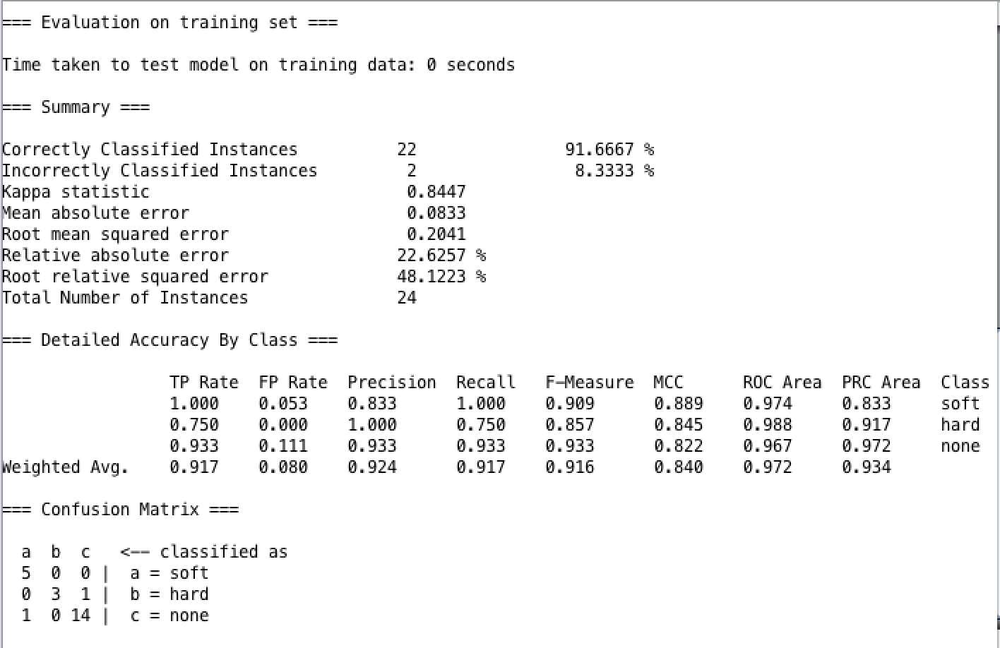 === Evaluation on training set ===
Time taken to test model on training data: 0 seconds
=== Summary ===
Correctly Classified Instances          22               91.6667 %
Incorrectly Classified Instances         2                8.3333 %
Kappa statistic                          0.8447
Mean absolute error                      0.0833
Root mean squared error                  0.2041
Relative absolute error                 22.6257 %
Root relative squared error             48.1223 %
Total Number of Instances               24
=== Detailed Accuracy By Class ===
                 TP Rate  FP Rate  Precision  Recall   F-Measure  MCC      ROC Area  PRC Area  Class
                 1.000    0.053    0.833      1.000    0.909      0.889    0.974     0.833     soft
                 0.750    0.000    1.000      0.750    0.857      0.845    0.988     0.917     hard
                 0.933    0.111    0.933      0.933    0.933      0.822    0.967     0.972     none
Weighted Avg.    0.917    0.080    0.924      0.917    0.916      0.840    0.972     0.934
=== Confusion Matrix ===
  a  b  c   <-- classified as
  5  0  0 |  a = soft
  0  3  1 |  b = hard
  1  0 14 |  c = none